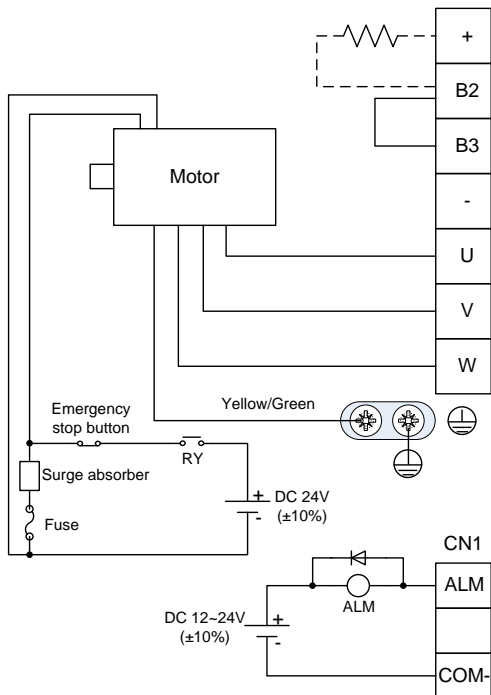 +
B2
B3
-
U
V
W
Motor
Yellow/Green
Emergency
stop button
RY
Surge absorber
Fuse
+
-
DC 24V
(±10%)
CN1
ALM
COM-
ALM
DC 12~24V
(±10%)
+
-